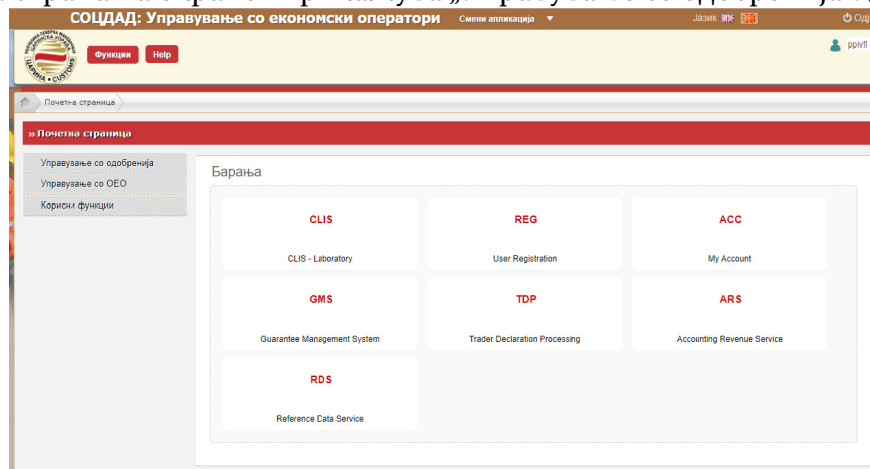 СОЦДАД: Управување со економски оператори Смени апликација Јазик
Функции Help ppivfl
Почетна страница
» Почетна страница
Управување со одобренија
Управување со ОЕО
Корисни функции
Барања
CLIS REG ACC
CLIS - Laboratory User Registration My Account
GMS TDP ARS
Guarantee Management System Trader Declaration Processing Accounting Revenue Service
RDS
Reference Data Service